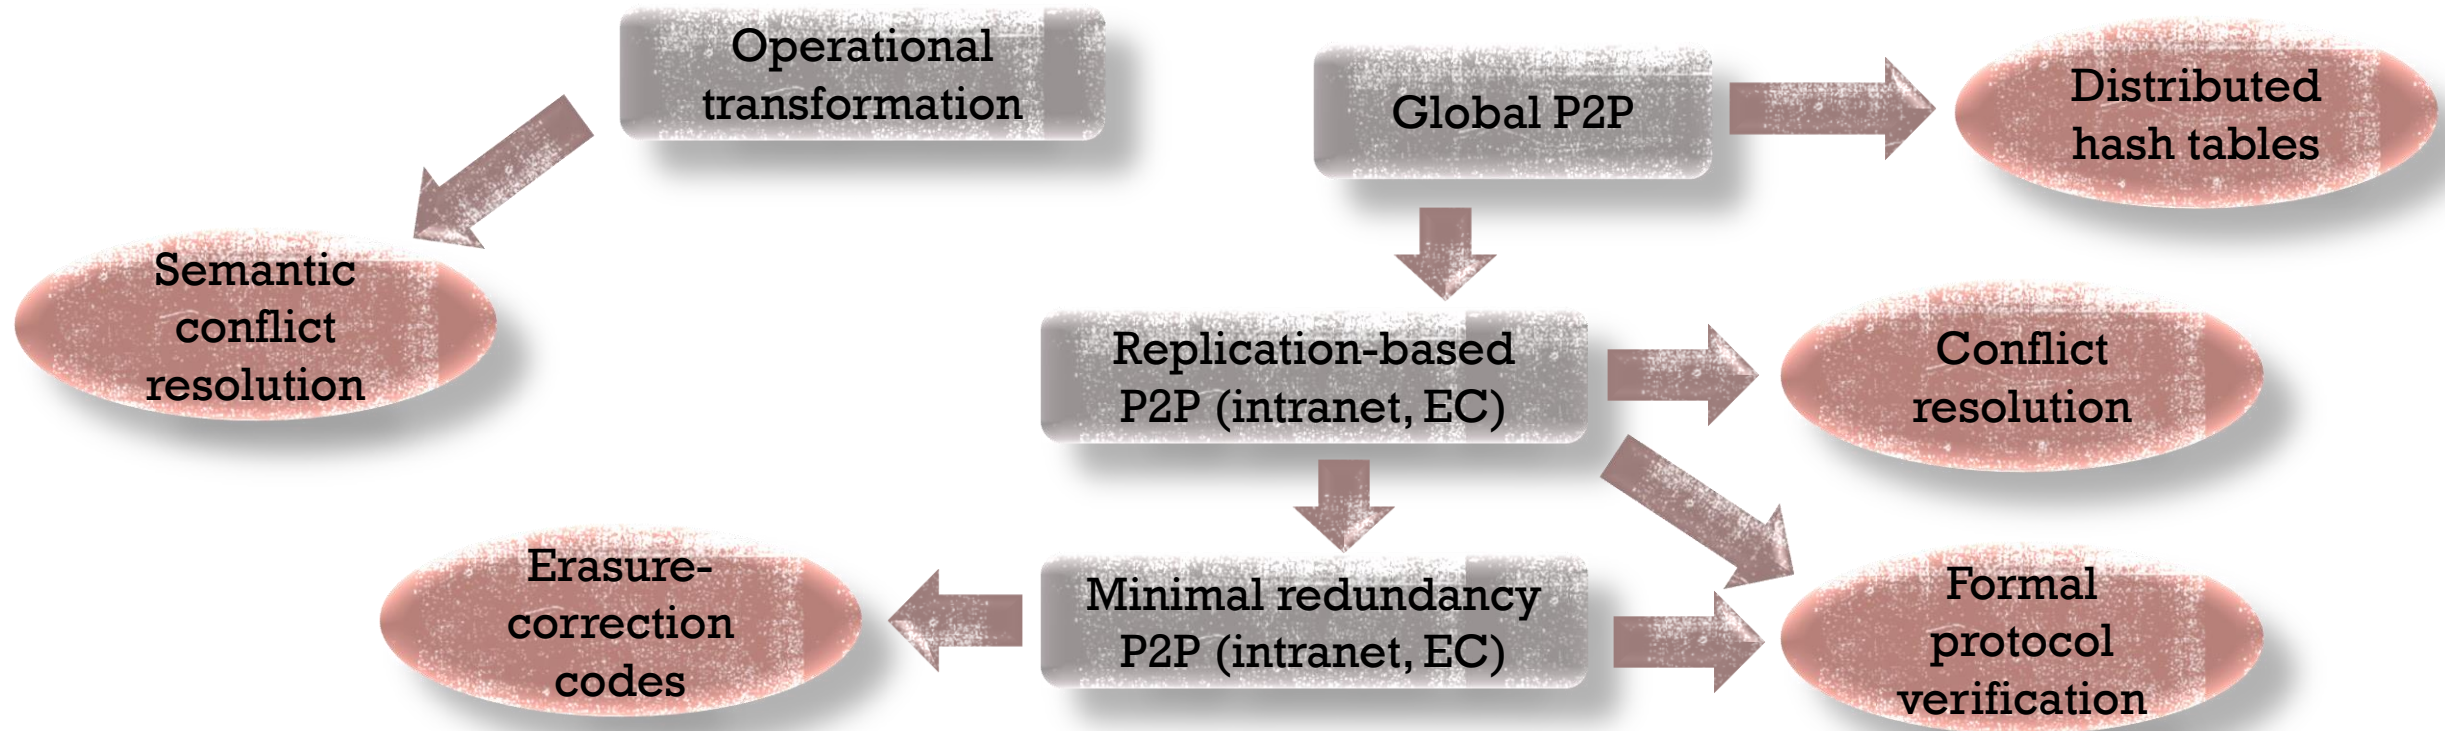 Operational
transformation
Global P2P
Distributed
hash tables
Semantic
conflict
resolution
Replication-based
P2P (intranet, EC)
Conflict
resolution
Erasure-
correction
codes
Minimal redundancy
P2P (intranet, EC)
Formal
protocol
verification